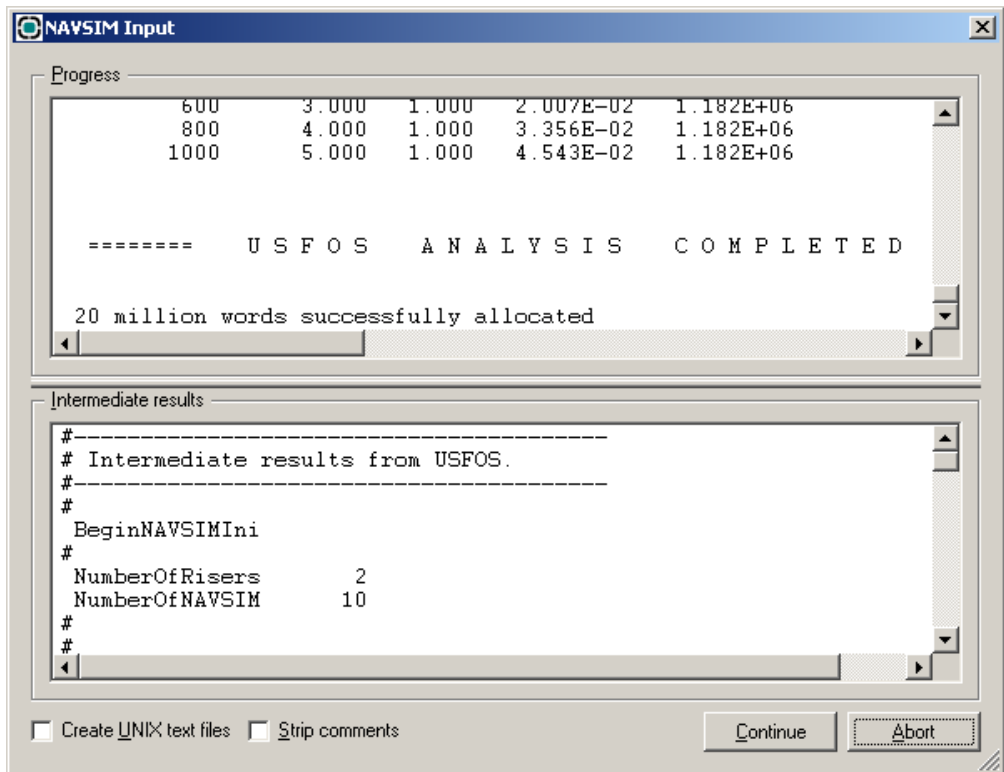 NAVSIM Input
Progress
600 3.000 1.000 2.007E-02 1.182E+06
800 4.000 1.000 3.356E-02 1.182E+06
1000 5.000 1.000 4.543E-02 1.182E+06
======== U S F O S A N A L Y S I S C O M P L E T E D
20 million words successfully allocated
Intermediate results
#----------------------------------------
# Intermediate results from USFOS.
#----------------------------------------
#
BeginNAVSIMIni
#
NumberOfRisers 2
NumberOfNAVSIM 10
#
#
Create UNIX text files Strip comments Continue Abort